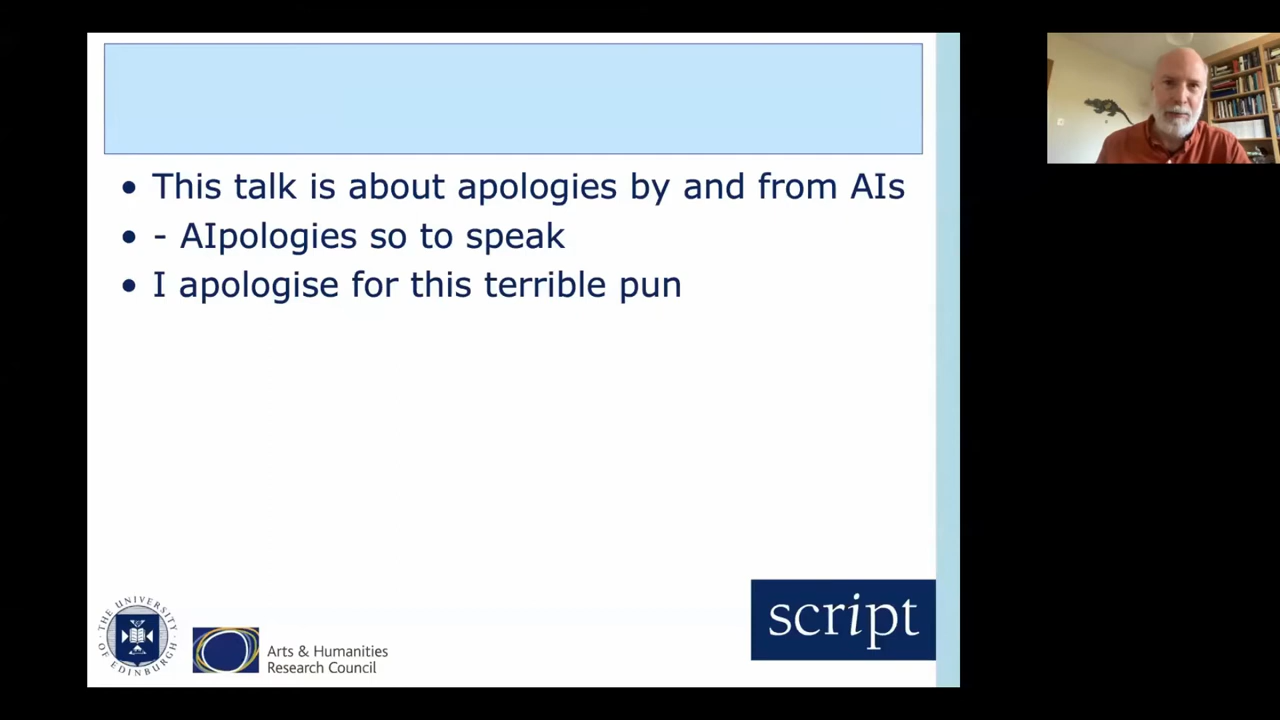 • This talk is about apologies by and from AIs
• - AIpologies so to speak
• I apologise for this terrible pun
THE UNIVERSITY OF EDINBURGH
Arts & Humanities
Research Council
script